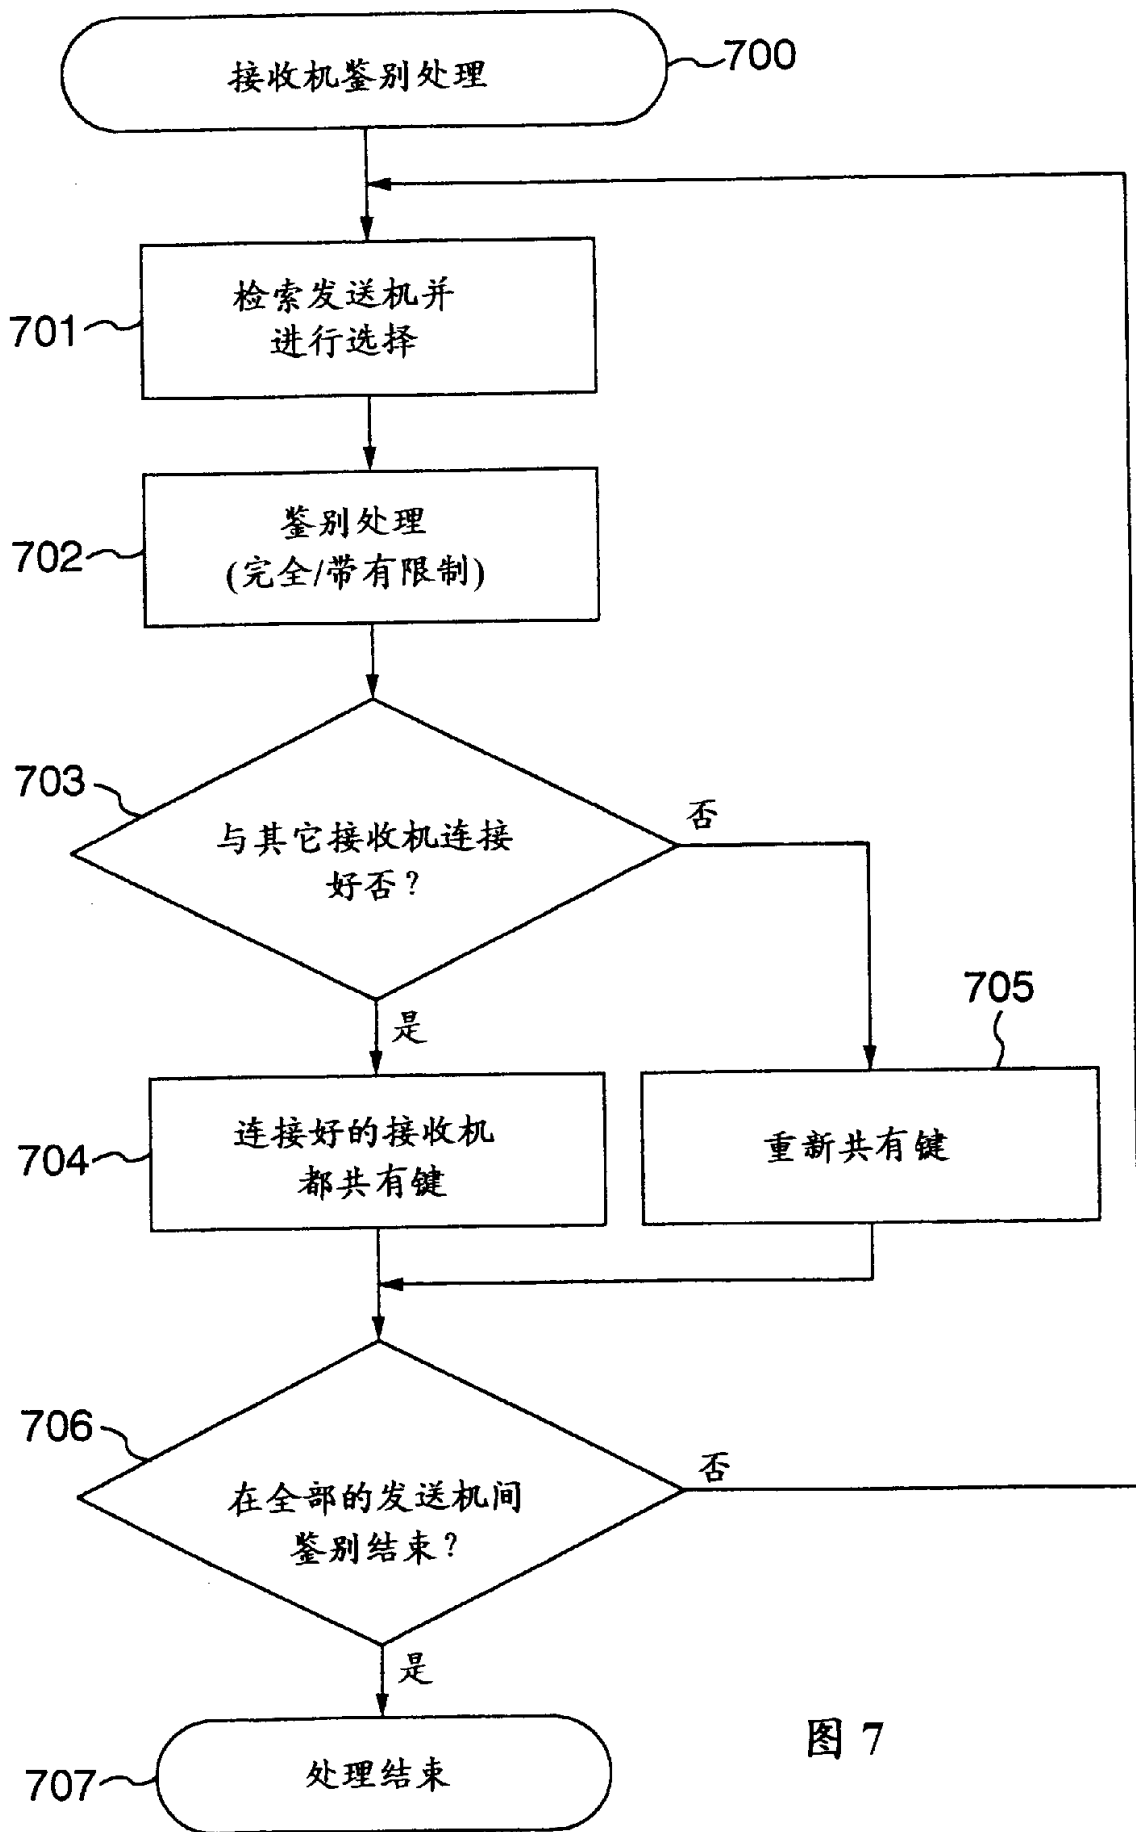 接收机鉴别处理
700
检索发送机并
进行选择
701
鉴别处理
(完全/带有限制)
702
703
与其它接收机连接
好否？
否
是
705
连接好的接收机
都共有键
704
重新共有键
706
在全部的发送机间
鉴别结束？
否
是
处理结束
707
图 7